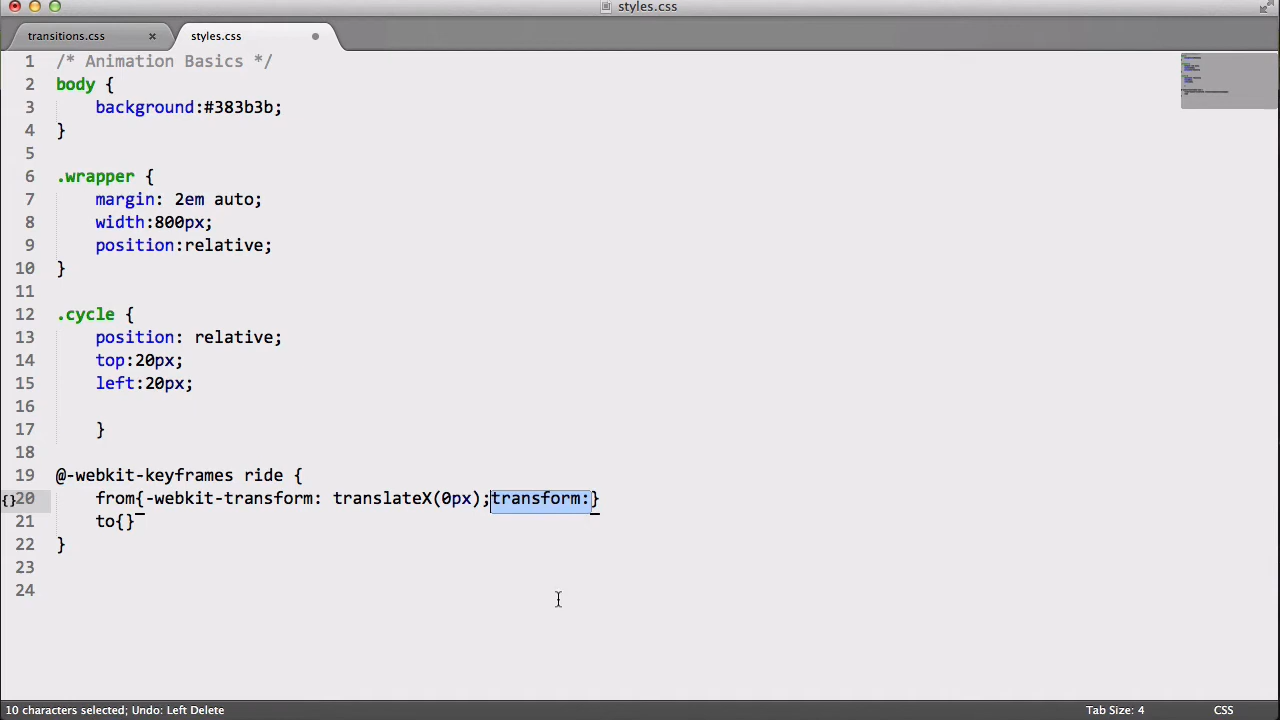 styles.css
transitions.css × styles.css
1 /* Animation Basics */
2 body {
3 background:#383b3b;
4 }
5
6 .wrapper {
7 margin: 2em auto;
8 width:800px;
9 position:relative;
10 }
11
12 .cycle {
13 position: relative;
14 top:20px;
15 left:20px;
16
17 }
18
19 @-webkit-keyframes ride {
{}20 from{-webkit-transform: translateX(0px);transform:}
21 to{}
22 }
23
24
10 characters selected; Undo: Left Delete Tab Size: 4 CSS